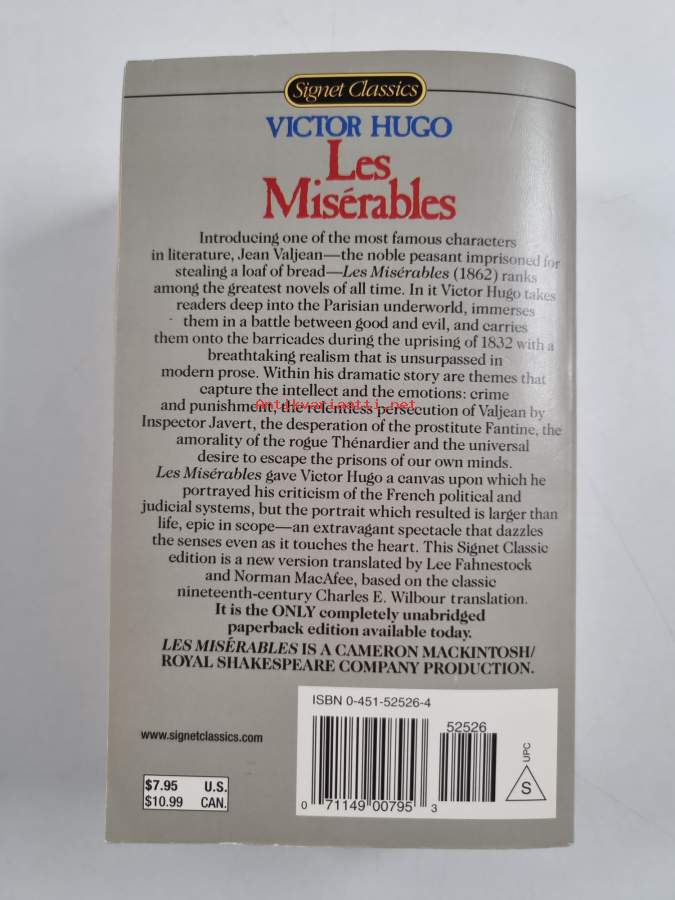 Signet Classics
VICTOR HUGO
Les
Misérables
Introducing one of the most famous characters
in literature, Jean Valjean—the noble peasant imprisoned for
stealing a loaf of bread—Les Misérables (1862) ranks
among the greatest novels of all time. In it Victor Hugo takes
readers deep into the Parisian underworld, immerses
them in a battle between good and evil, and carries
them onto the barricades during the uprising of 1832 with a
breathtaking realism that is unsurpassed in
modern prose. Within his dramatic story are themes that
capture the intellect and the emotions: crime
Antikvariaatti.net
and punishment, the relentless persecution of Valjean by
Inspector Javert, the desperation of the prostitute Fantine, the
amorality of the rogue Thénardier and the universal
desire to escape the prisons of our own minds.
Les Misérables gave Victor Hugo a canvas upon which he
portrayed his criticism of the French political and
judicial systems, but the portrait which resulted is larger than
life, epic in scope—an extravagant spectacle that dazzles
the senses even as it touches the heart. This Signet Classic
edition is a new version translated by Lee Fahnestock
and Norman MacAfee, based on the classic
nineteenth-century Charles E. Wilbour translation.
It is the ONLY completely unabridged
paperback edition available today.
LES MISÉRABLES IS A CAMERON MACKINTOSH/
ROYAL SHAKESPEARE COMPANY PRODUCTION.
ISBN 0-451-52526-4
52526
www.signetclassics.com
UPC
S
$7.95 U.S.
$10.99 CAN.
0 71149 00795 3